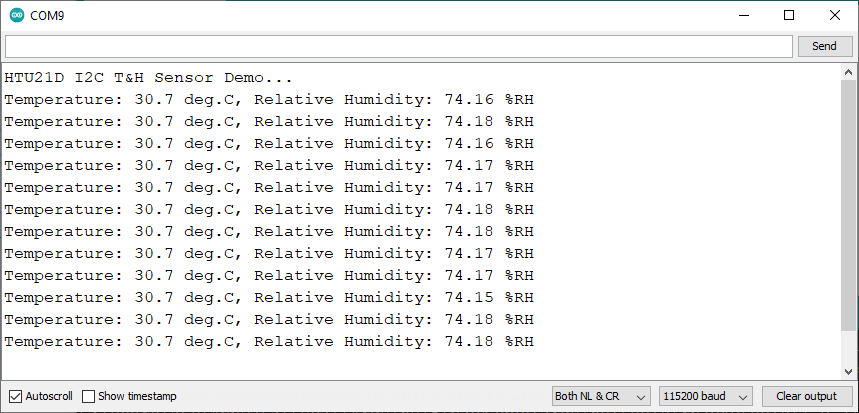 COM9
Send
HTU21D I2C T&H Sensor Demo...
Temperature: 30.7 deg.C, Relative Humidity: 74.16 %RH
Temperature: 30.7 deg.C, Relative Humidity: 74.18 %RH
Temperature: 30.7 deg.C, Relative Humidity: 74.16 %RH
Temperature: 30.7 deg.C, Relative Humidity: 74.17 %RH
Temperature: 30.7 deg.C, Relative Humidity: 74.17 %RH
Temperature: 30.7 deg.C, Relative Humidity: 74.18 %RH
Temperature: 30.7 deg.C, Relative Humidity: 74.18 %RH
Temperature: 30.7 deg.C, Relative Humidity: 74.17 %RH
Temperature: 30.7 deg.C, Relative Humidity: 74.17 %RH
Temperature: 30.7 deg.C, Relative Humidity: 74.15 %RH
Temperature: 30.7 deg.C, Relative Humidity: 74.18 %RH
Temperature: 30.7 deg.C, Relative Humidity: 74.18 %RH
Autoscroll Show timestamp Both NL & CR 115200 baud Clear output